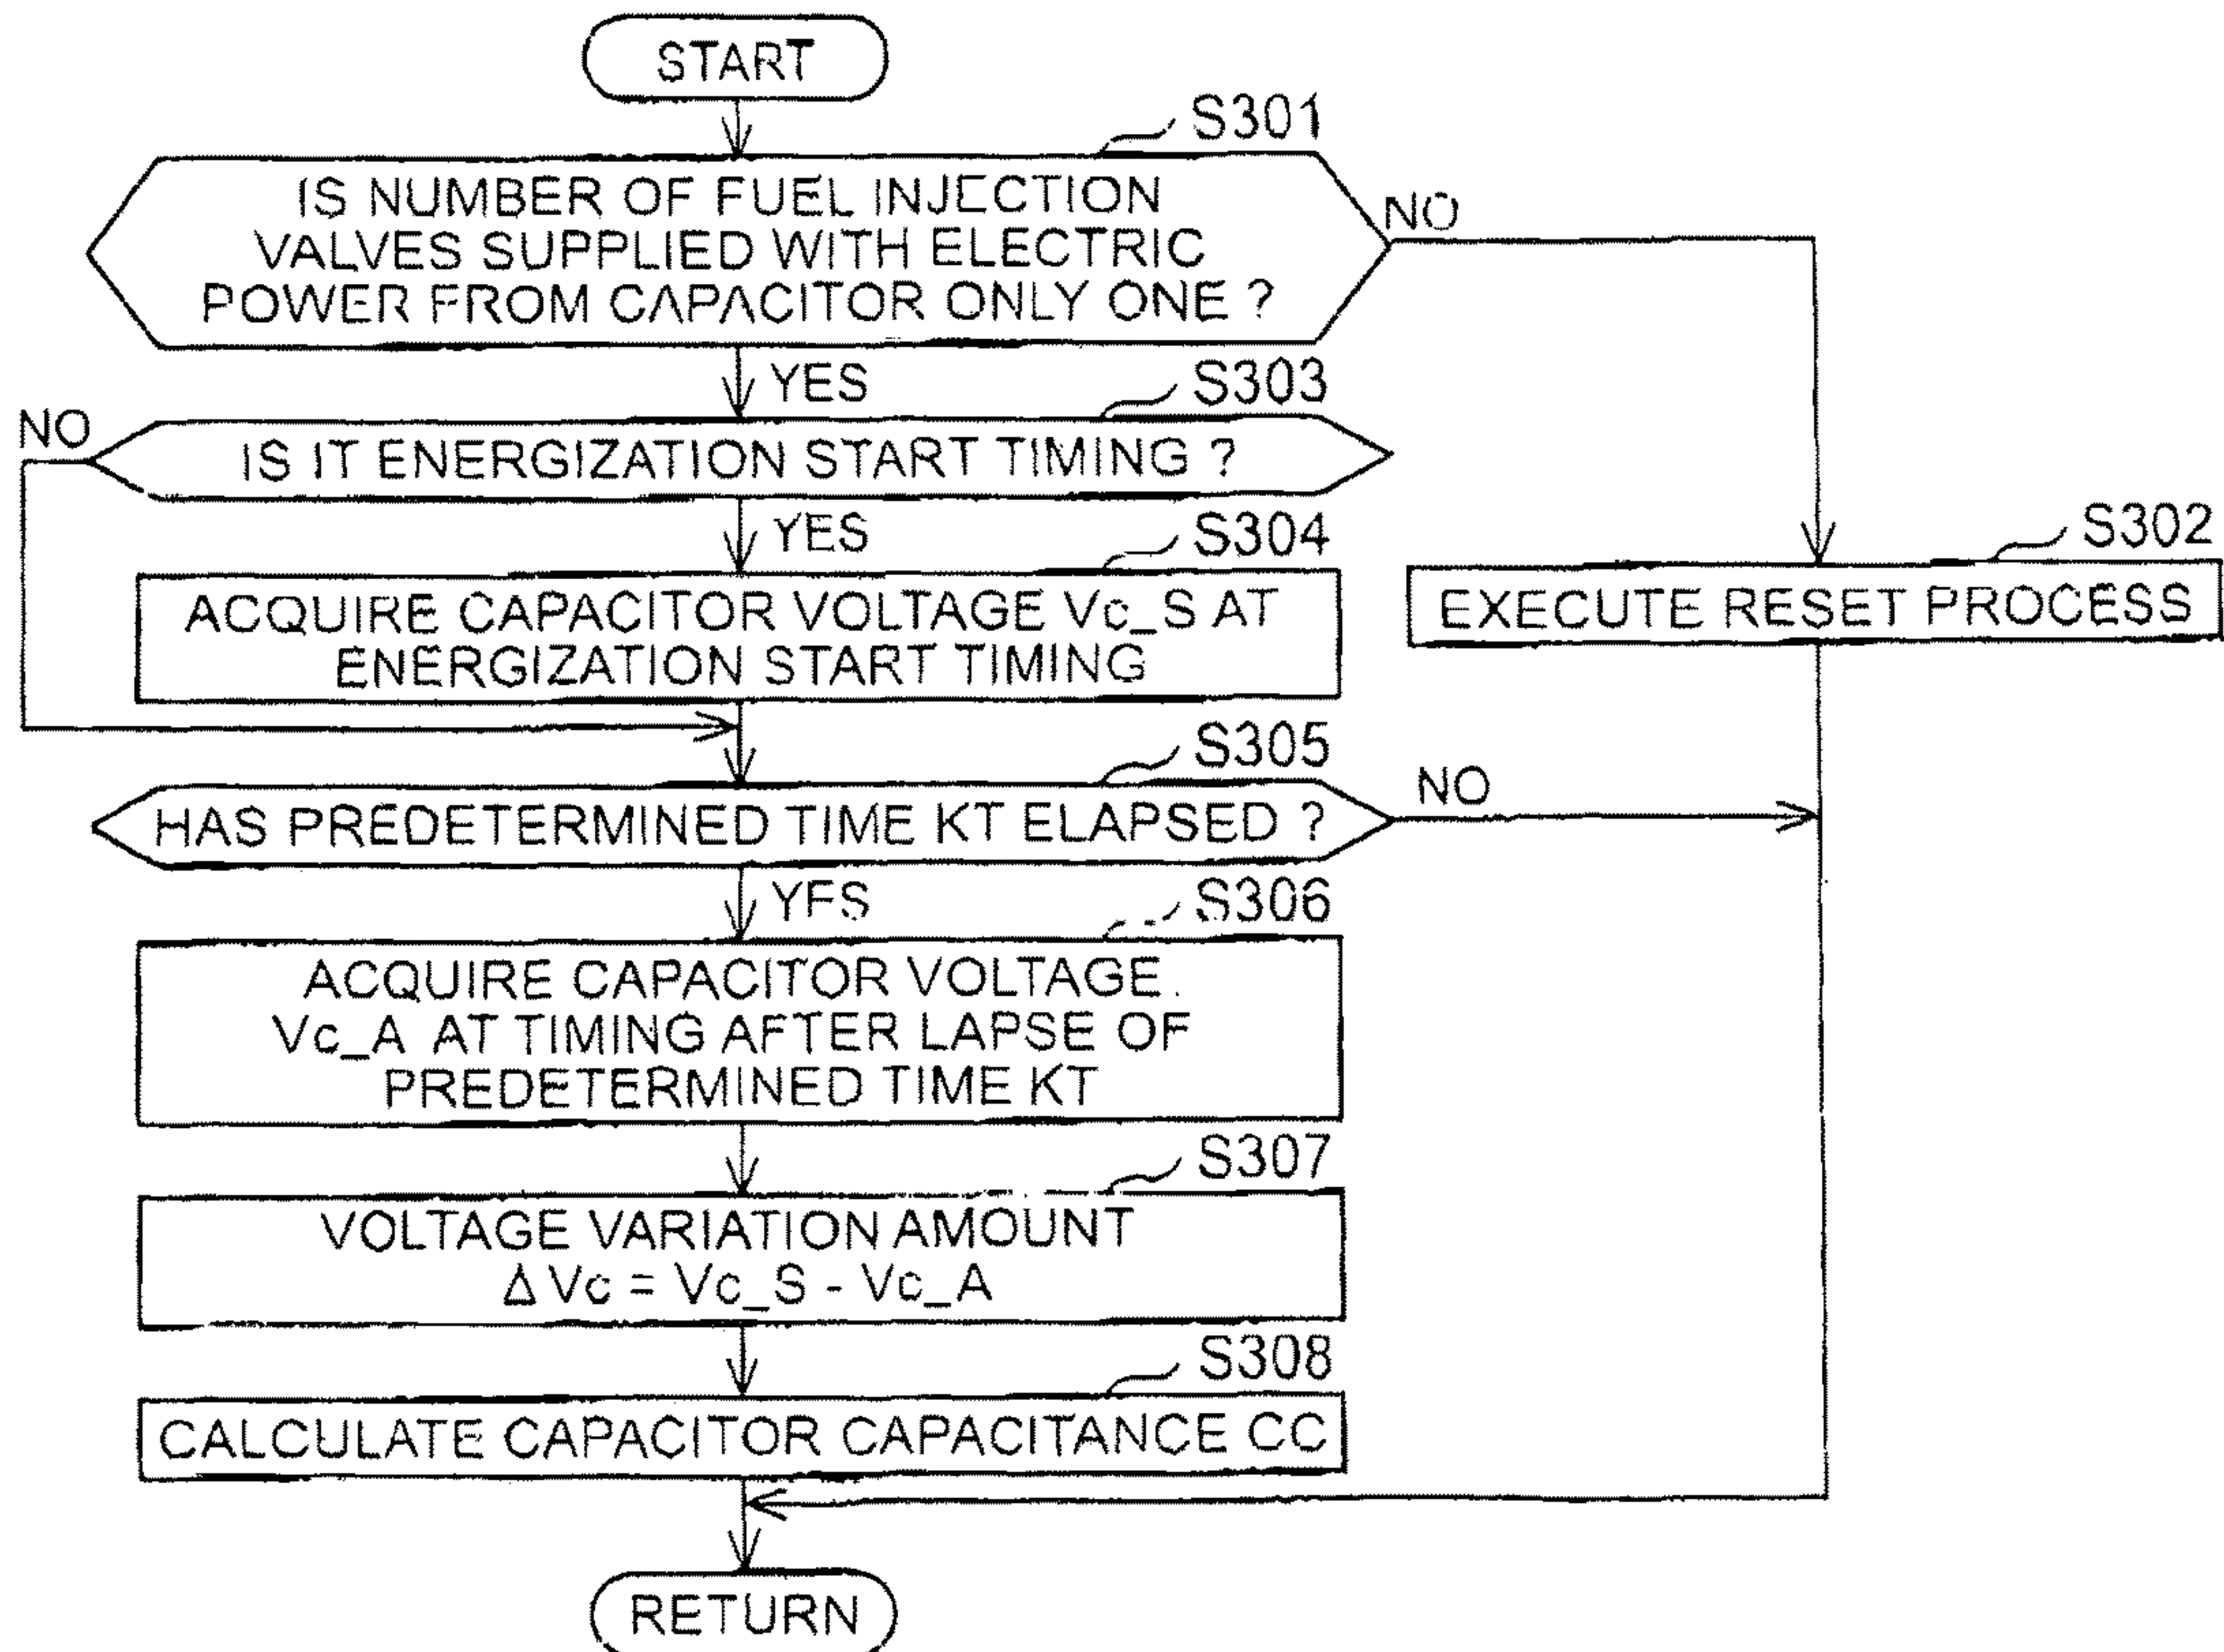 START
S301
IS NUMBER OF FUEL INJECTION
VALVES SUPPLIED WITH ELECTRIC
POWER FROM CAPACITOR ONLY ONE ?
NO
YES
S303
NO
IS IT ENERGIZATION START TIMING ?
YES
S304
ACQUIRE CAPACITOR VOLTAGE Vc_S AT
ENERGIZATION START TIMING
S302
EXECUTE RESET PROCESS
S305
HAS PREDETERMINED TIME KT ELAPSED ?
NO
YES
S306
ACQUIRE CAPACITOR VOLTAGE
Vc_A AT TIMING AFTER LAPSE OF
PREDETERMINED TIME KT
S307
VOLTAGE VARIATION AMOUNT
Δ Vc = Vc_S - Vc_A
S308
CALCULATE CAPACITOR CAPACITANCE CC
RETURN